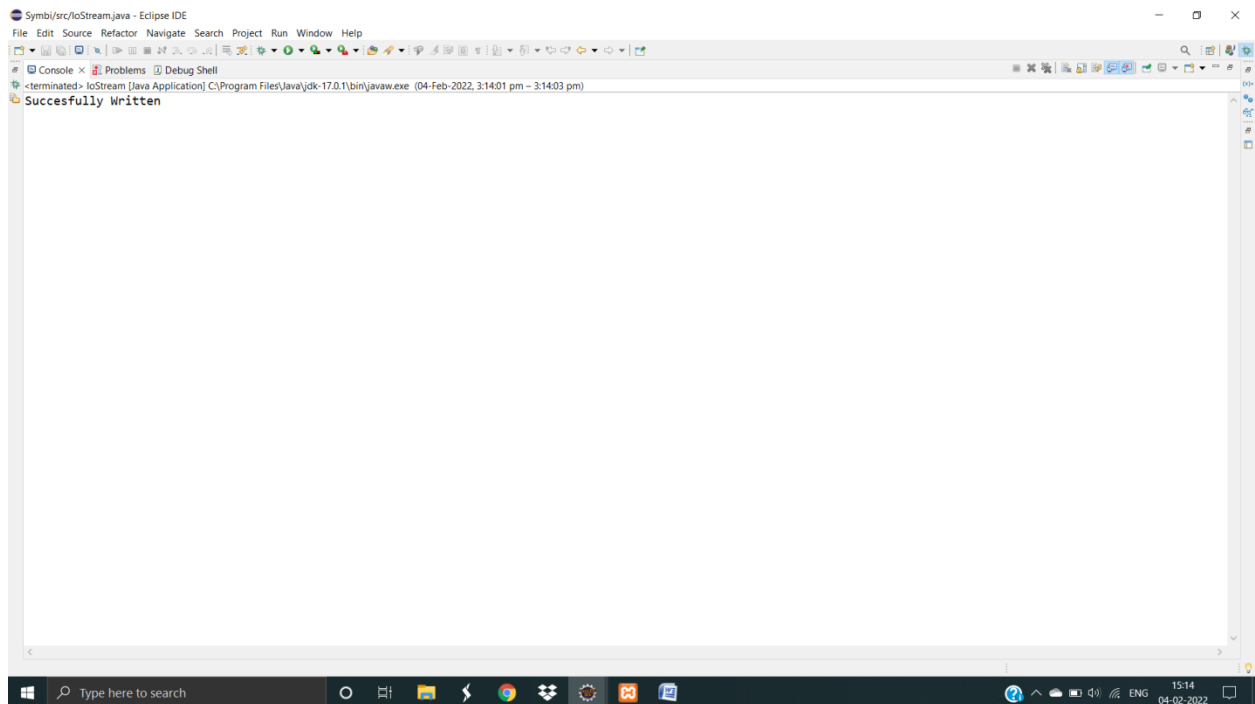 Symbi/src/IoStream.java - Eclipse IDE
File Edit Source Refactor Navigate Search Project Run Window Help
Console Problems Debug Shell
<terminated> IoStream [Java Application] C:\Program Files\Java\jdk-17.0.1\bin\javaw.exe (04-Feb-2022, 3:14:01 pm – 3:14:03 pm)
Succesfully Written
Type here to search
ENG
15:14
04-02-2022